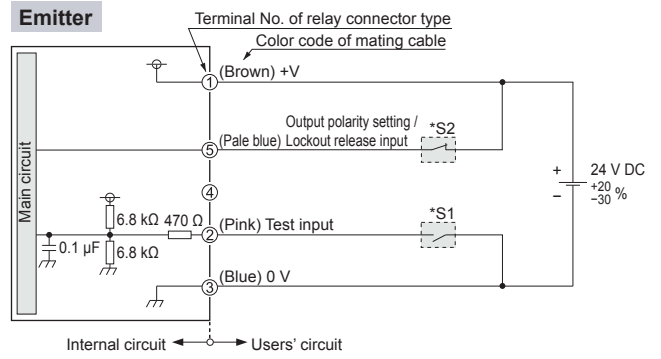 Emitter
Terminal No. of relay connector type
Color code of mating cable
1 (Brown) +V
Output polarity setting /
5 (Pale blue) Lockout release input
*S2
4
Main circuit
6.8 kΩ 470 Ω
2 (Pink) Test input
*S1
0.1 µF
6.8 kΩ
3 (Blue) 0 V
+
−
24 V DC
+20
−30 %
Internal circuit
Users' circuit